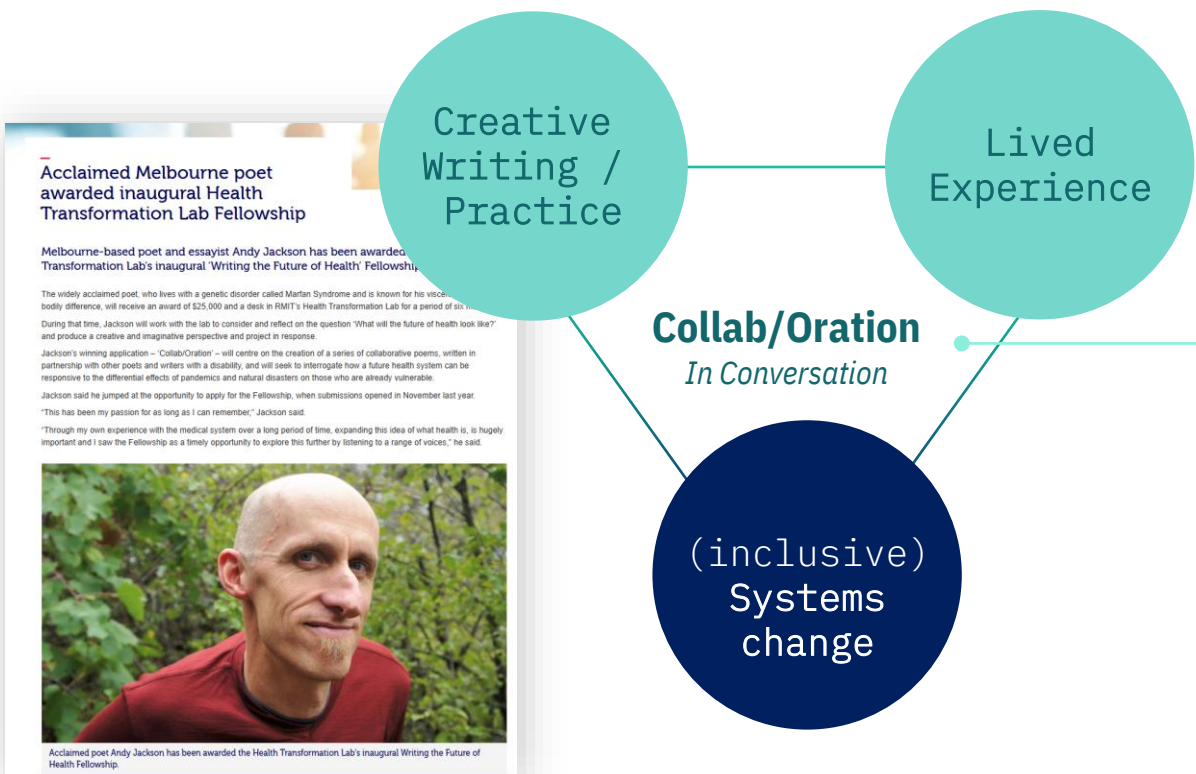 Acclaimed Melbourne poet
awarded inaugural Health
Transformation Lab Fellowship
Melbourne-based poet and essayist Andy Jackson has been awarded
Transformation Lab's inaugural 'Writing the Future of Health'
The widely acclaimed poet, who lives with a genetic disorder called Marfan Syndrome and is known for his
bodily difference, will receive an award of $25,000 and a desk in RMIT's Health Transformation Lab for a period of six
During that time, Jackson will work with the lab to consider and reflect on the question 'What will the future of health look like?'
and produce a creative and imaginative perspective and project in response.
Jackson's winning application – 'Collab/Oration' – will centre on the creation of a series of collaborative poems, written in
partnership with other poets and writers with a disability, and will seek to interrogate how a future health system can be
responsive to the differential effects of pandemics and natural disasters on those who are already vulnerable.
Jackson said he jumped at the opportunity to apply for the Fellowship, when submissions opened in November last year.
"This has been my passion for as long as I can remember," Jackson said.
"Through my own experience with the medical system over a long period of time, expanding this idea of what health is, is hugely
important and I saw the Fellowship as a timely opportunity to explore this further by listening to a range of voices," he said.
Acclaimed poet Andy Jackson has been awarded the Health Transformation Lab's inaugural Writing the Future of
Health Fellowship.
Creative
Writing /
Practice
Lived
Experience
Collab/Oration
In Conversation
(inclusive)
Systems
change